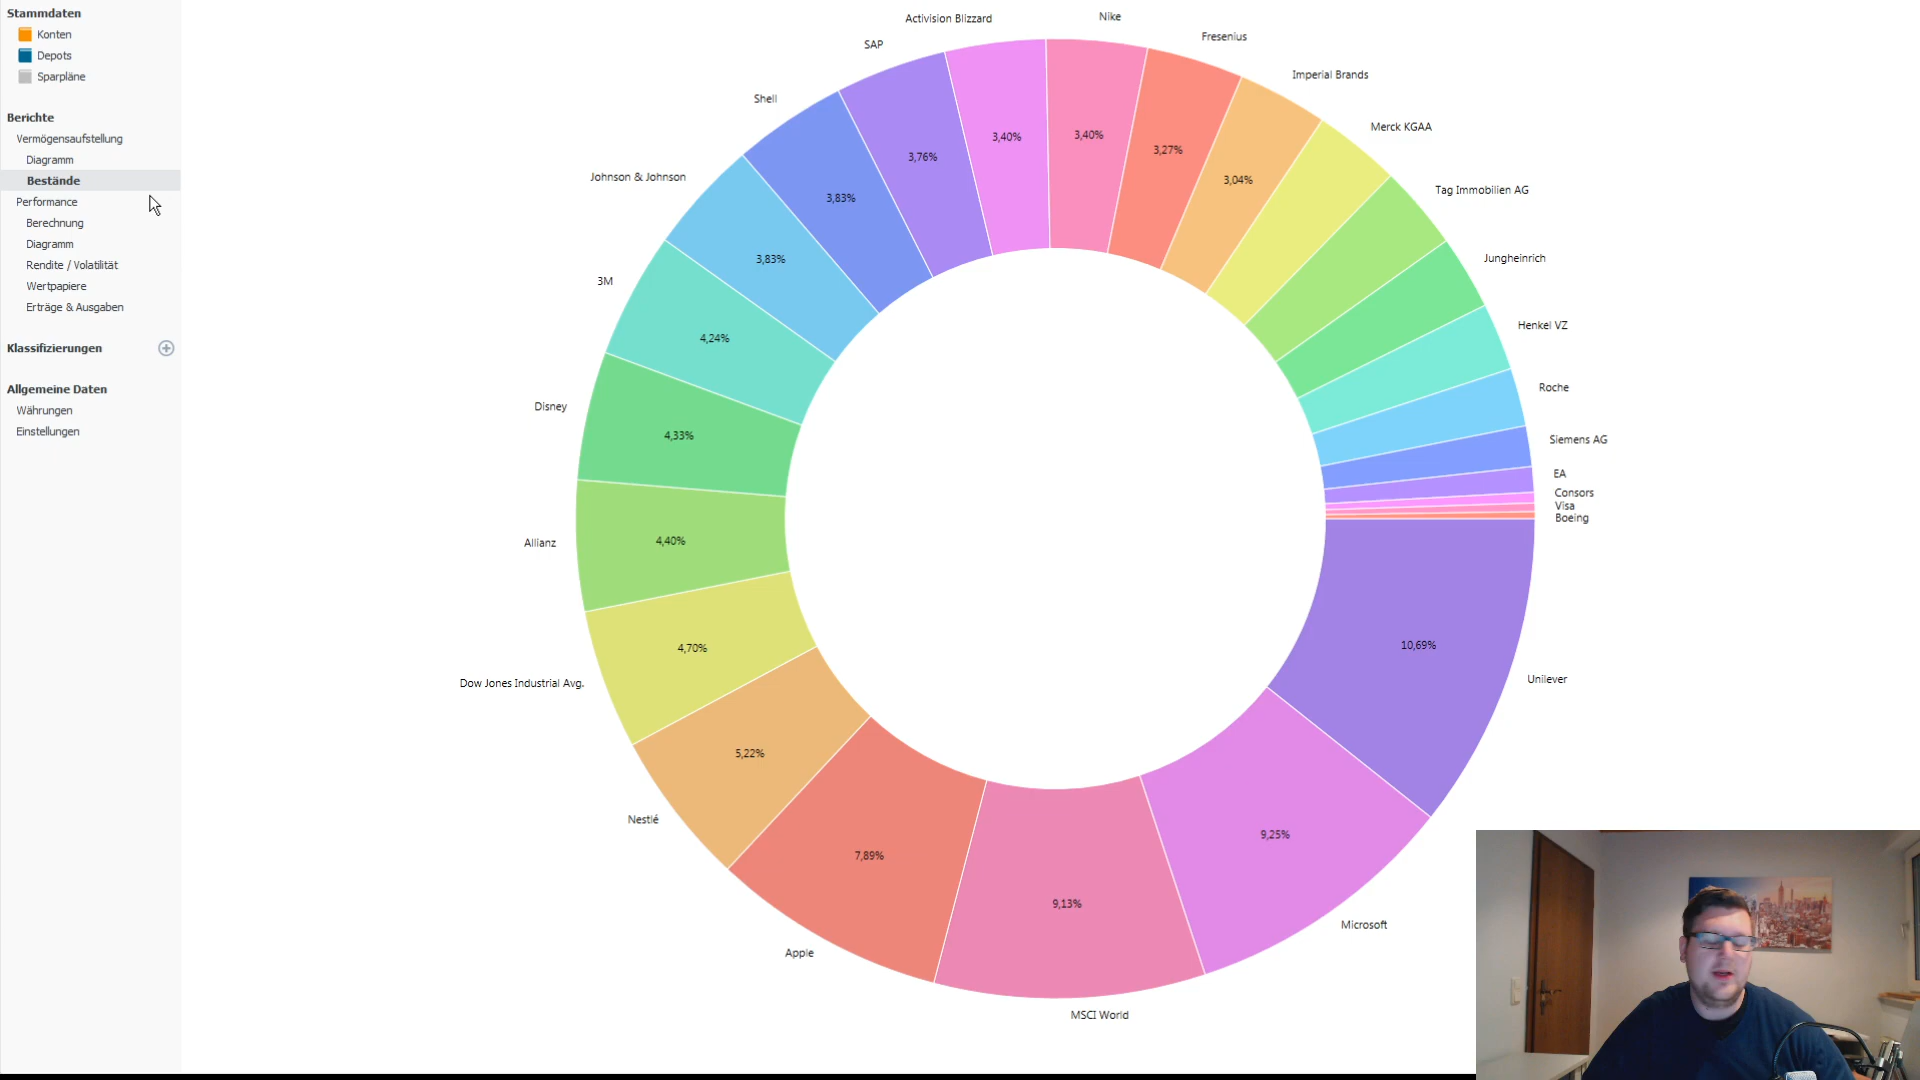 Stammdaten
Konten
Depots
Sparpläne
Berichte
Vermögensaufstellung
Diagramm
Bestände
Performance
Berechnung
Diagramm
Rendite / Volatilität
Wertpapiere
Erträge & Ausgaben
Klassifizierungen
Allgemeine Daten
Währungen
Einstellungen
Activision Blizzard
Nike
Fresenius
SAP
Imperial Brands
Shell
Merck KGAA
Johnson & Johnson
Tag Immobilien AG
3M
Jungheinrich
Henkel VZ
Disney
Roche
Siemens AG
EA
Consors
Visa
Boeing
Allianz
Unilever
Dow Jones Industrial Avg.
Nestlé
Microsoft
Apple
MSCI World
3,40%
3,40%
3,27%
3,76%
3,04%
3,83%
3,83%
4,24%
4,33%
4,40%
4,70%
10,69%
5,22%
9,25%
7,89%
9,13%